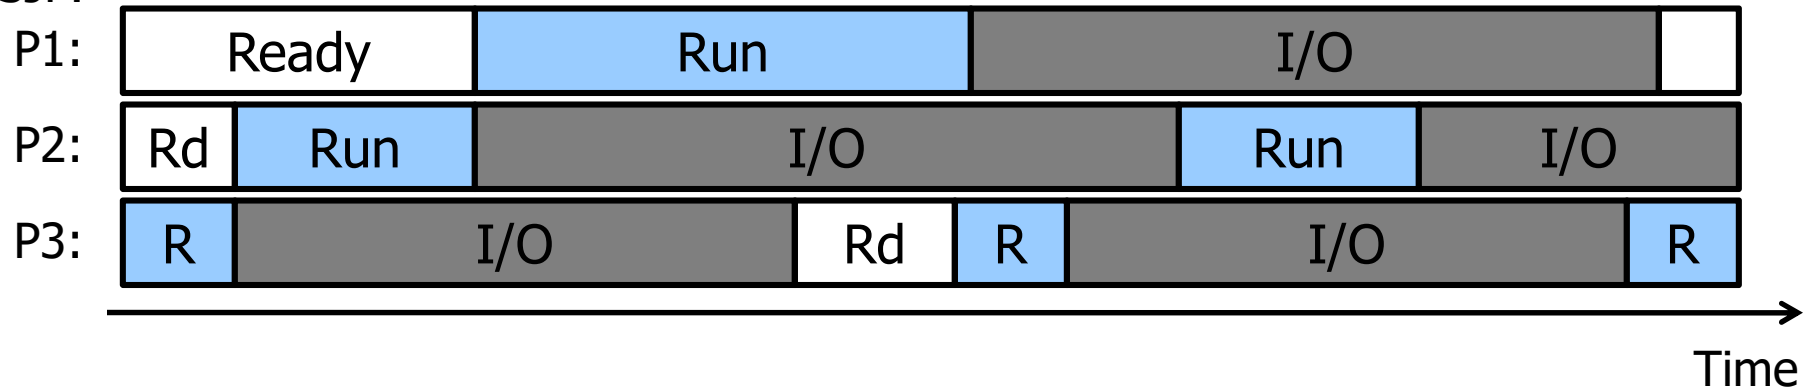 P1: Ready Run I/O
P2: Rd Run I/O Run I/O
P3: R I/O Rd R I/O R
Time